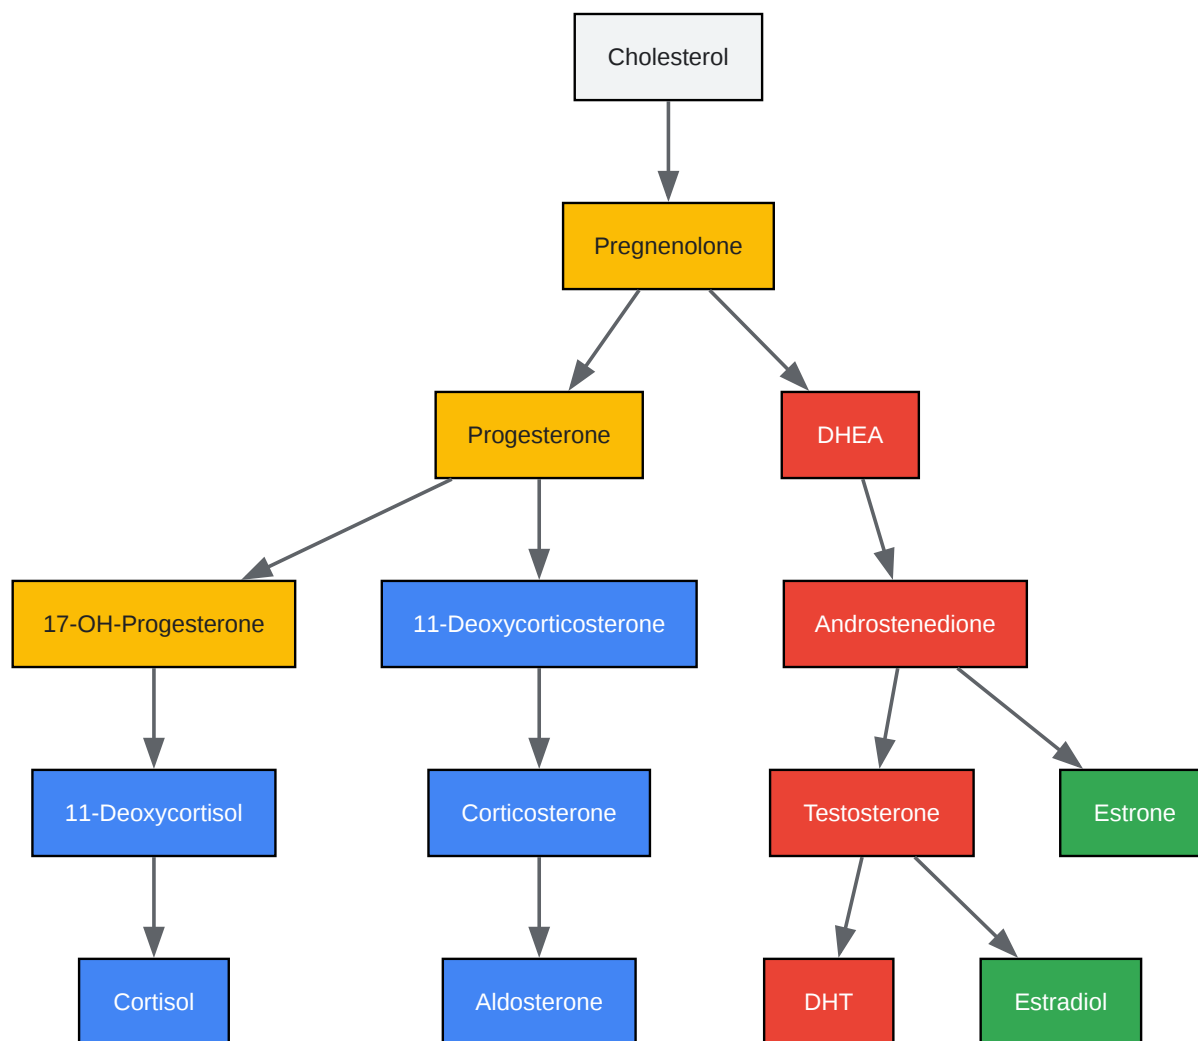 Cholesterol
Pregnenolone
Progesterone
DHEA
17-OH-Progesterone
11-Deoxycorticosterone
Androstenedione
11-Deoxycortisol
Corticosterone
Testosterone
Estrone
Cortisol
Aldosterone
DHT
Estradiol